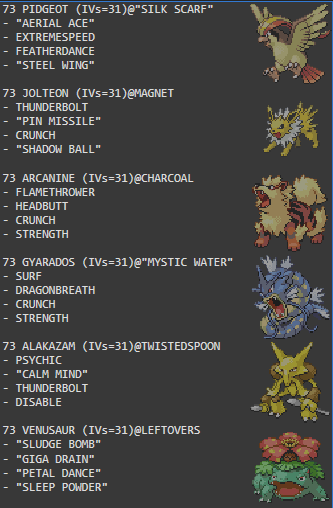 73 PIDGEOT (IVs=31)@"SILK SCARF"
- "AERIAL ACE"
- EXTREMESPEED
- FEATHERDANCE
- "STEEL WING"
73 JOLTEON (IVs=31)@MAGNET
- THUNDERBOLT
- "PIN MISSILE"
- CRUNCH
- "SHADOW BALL"
73 ARCANINE (IVs=31)@CHARCOAL
- FLAMETHROWER
- HEADBUTT
- CRUNCH
- STRENGTH
73 GYARADOS (IVs=31)@"MYSTIC WATER"
- SURF
- DRAGONBREATH
- CRUNCH
- STRENGTH
73 ALAKAZAM (IVs=31)@TWISTEDSPOON
- PSYCHIC
- "CALM MIND"
- THUNDERBOLT
- DISABLE
73 VENUSAUR (IVs=31)@LEFTOVERS
- "SLUDGE BOMB"
- "GIGA DRAIN"
- "PETAL DANCE"
- "SLEEP POWDER"